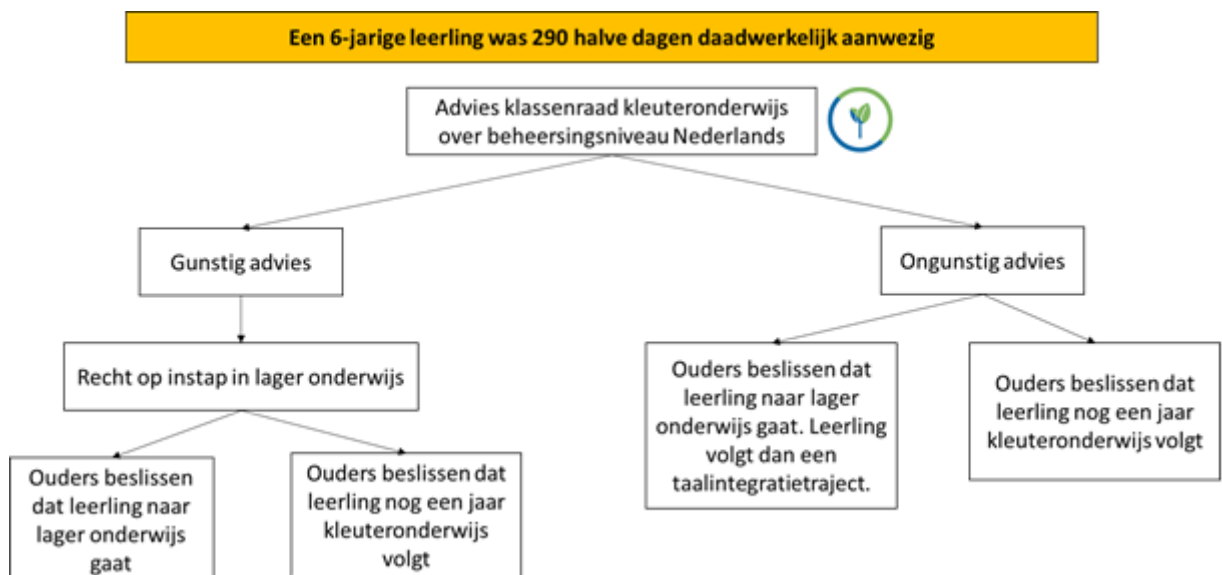 Een 6-jarige leerling was 290 halve dagen daadwerkelijk aanwezig
Advies klassenraad kleuteronderwijs
over beheersingsniveau Nederlands
Gunstig advies
Ongunstig advies
Recht op instap in lager onderwijs
Ouders beslissen dat
leerling naar lager
onderwijs gaat. Leerling
volgt dan een
taalintegratietraject.
Ouders beslissen dat
leerling nog een jaar
kleuteronderwijs volgt
Ouders beslissen
dat leerling naar
lager onderwijs
gaat
Ouders beslissen dat
leerling nog een jaar
kleuteronderwijs
volgt